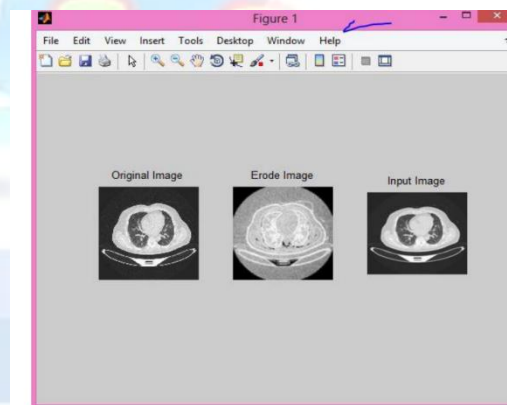 Figure 1
File Edit View Insert Tools Desktop Window Help
Original Image Erode Image Input Image